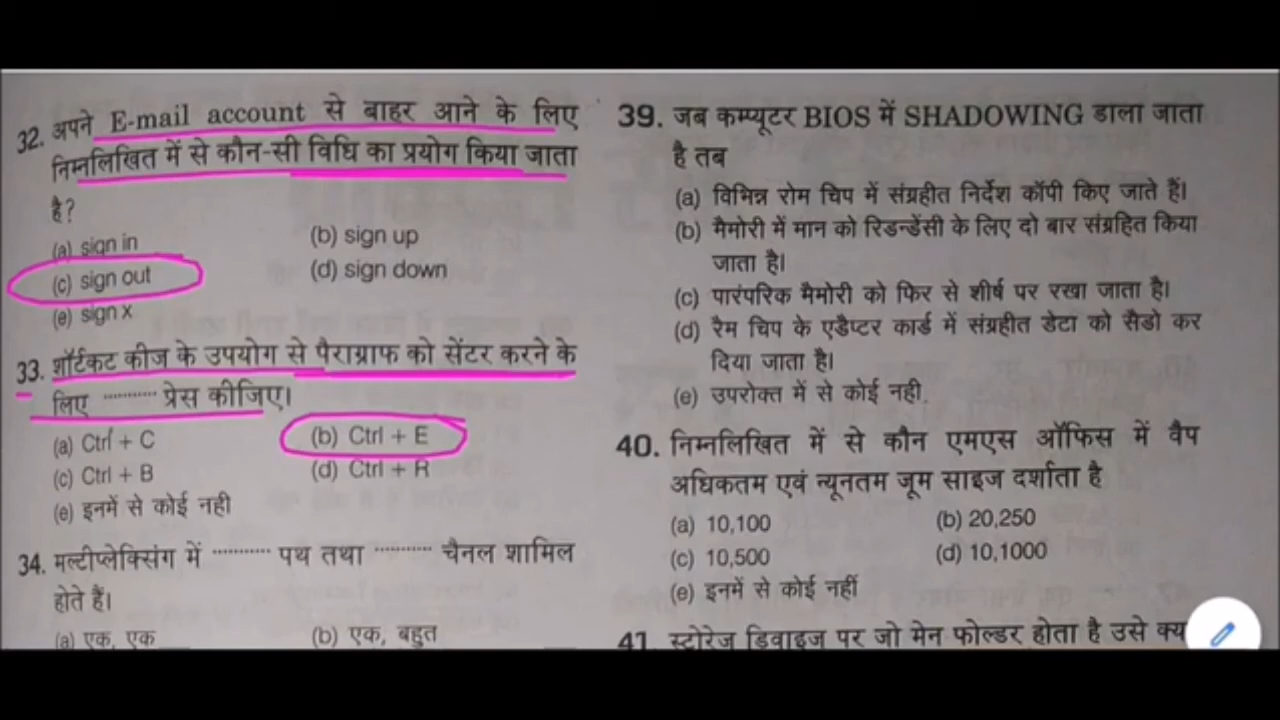 32. अपने E-mail account से बाहर आने के लिए
निम्नलिखित में से कौन-सी विधि का प्रयोग किया जाता
है?
(a) sign in (b) sign up
(c) sign out (d) sign down
(e) sign x
33. शॉर्टकट कीज के उपयोग से पैराग्राफ को सेंटर करने के
लिए ............ प्रेस कीजिए।
(a) Ctrl + C (b) Ctrl + E
(c) Ctrl + B (d) Ctrl + R
(e) इनमें से कोई नही
34. मल्टीप्लेक्सिंग में ............ पथ तथा ............ चैनल शामिल
होते हैं।
(a) एक, एक (b) एक, बहुत
39. जब कम्प्यूटर BIOS में SHADOWING डाला जाता
है तब
(a) विभिन्न रोम चिप में संग्रहीत निर्देश कॉपी किए जाते हैं।
(b) मैमोरी में मान को रिडन्डेंसी के लिए दो बार संग्रहित किया
जाता है।
(c) पारंपरिक मैमोरी को फिर से शीर्ष पर रखा जाता है।
(d) रैम चिप के एडैप्टर कार्ड में संग्रहीत डेटा को सैडो कर
दिया जाता है।
(e) उपरोक्त में से कोई नही.
40. निम्नलिखित में से कौन एमएस ऑफिस में वैप
अधिकतम एवं न्यूनतम जूम साइज दर्शाता है
(a) 10,100 (b) 20,250
(c) 10,500 (d) 10,1000
(e) इनमें से कोई नहीं
41. स्टोरेज डिवाइज पर जो मेन फोल्डर होता है उसे